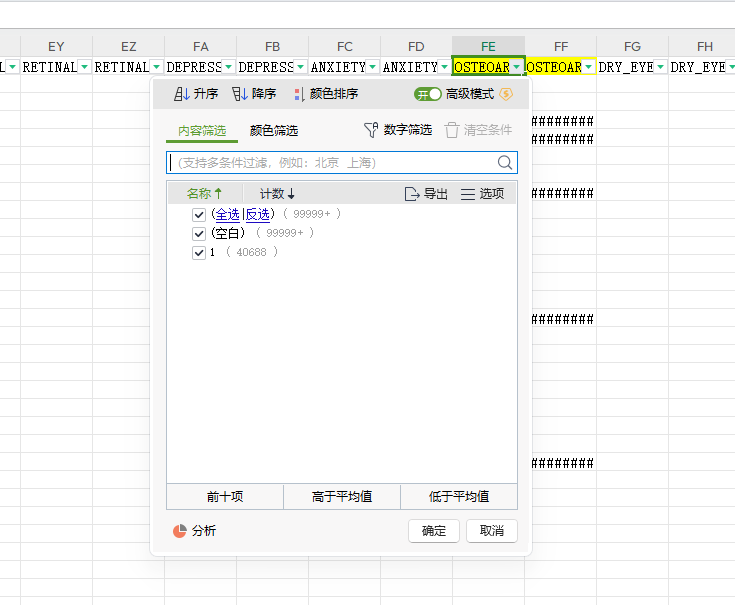 EY EZ FA FB FC FD FE FF FG FH
RETINAL RETINAL DEPRESS DEPRESS ANXIETY ANXIETY OSTEOAR OSTEOAR DRY_EYE DRY_EYE
升序 降序 颜色排序 开 高级模式
########
内容筛选 颜色筛选 数字筛选 清空条件
########
(支持多条件过滤，例如：北京 上海)
名称↑ 计数↓ 导出 选项
########
(全选|反选) ( 99999+ )
(空白) ( 99999+ )
1 ( 40688 )
########
########
前十项 高于平均值 低于平均值
分析 确定 取消